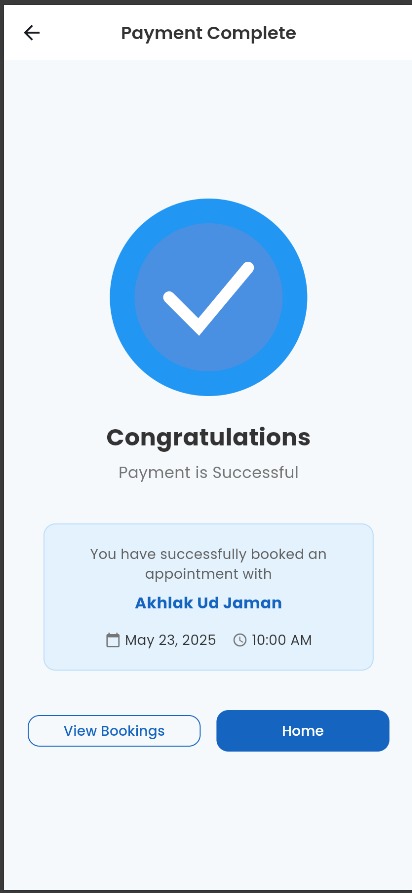 Payment Complete
Congratulations
Payment is Successful
You have successfully booked an
appointment with
Akhlak Ud Jaman
May 23, 2025 10:00 AM
View Bookings Home